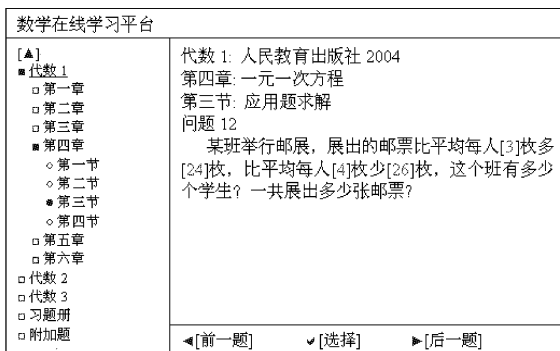 数学在线学习平台
[▲]
代数 1
第一章
第二章
第三章
第四章
第一节
第二节
第三节
第四节
第五章
第六章
代数 2
代数 3
习题册
附加题
代数 1: 人民教育出版社 2004
第四章: 一元一次方程
第三节: 应用题求解
问题 12
某班举行邮展，展出的邮票比平均每人[3]枚多
[24]枚，比平均每人[4]枚少[26]枚，这个班有多少
个学生？一共展出多少张邮票？
◄[前一题] ✔[选择] ►[后一题]